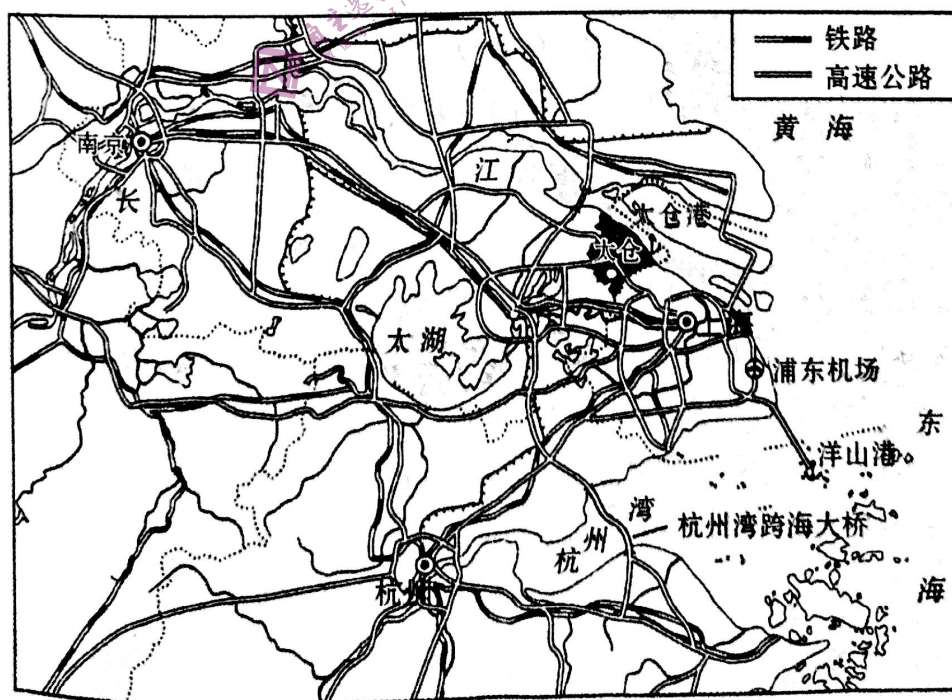 铁路
高速公路
黄海
南京
江
长
太仓港
太仓
太湖
浦东机场
东
洋山港
湾
杭州湾跨海大桥
州
杭
海
杭州